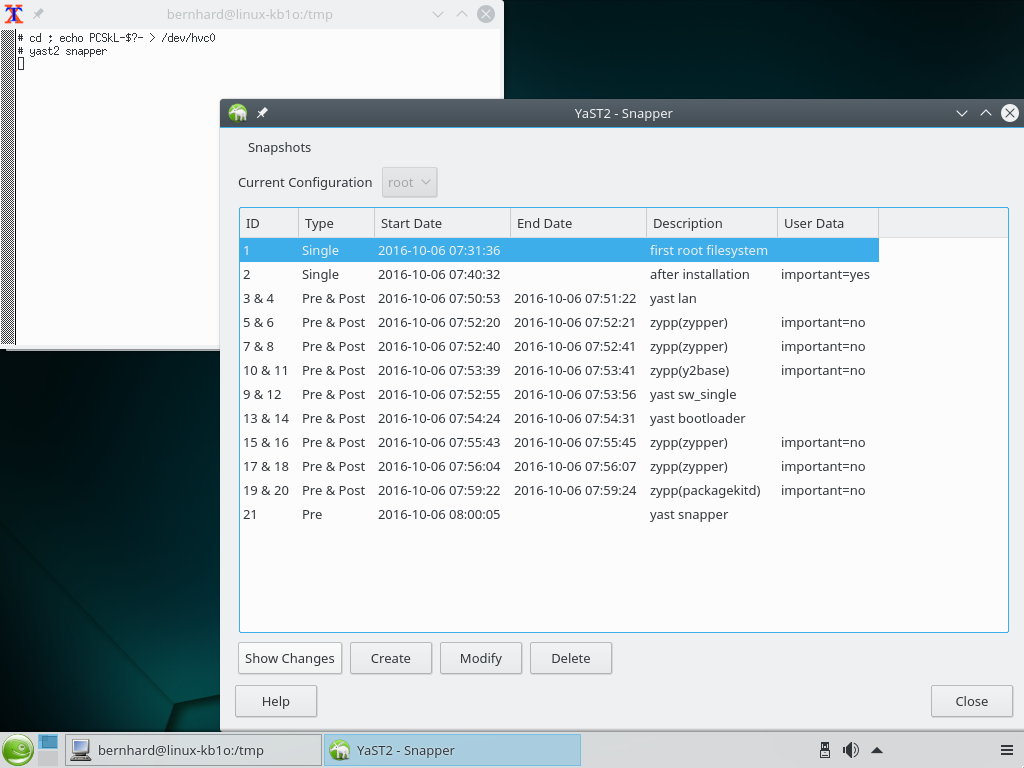 bernhard@linux-kb1o:/tmp
# cd ; echo PCSkL-$?- > /dev/hvc0
# yast2 snapper
YaST2 - Snapper
Snapshots
Current Configuration root
ID Type Start Date End Date Description User Data
1 Single 2016-10-06 07:31:36 first root filesystem
2 Single 2016-10-06 07:40:32 after installation important=yes
3 & 4 Pre & Post 2016-10-06 07:50:53 2016-10-06 07:51:22 yast lan
5 & 6 Pre & Post 2016-10-06 07:52:20 2016-10-06 07:52:21 zypp(zypper) important=no
7 & 8 Pre & Post 2016-10-06 07:52:40 2016-10-06 07:52:41 zypp(zypper) important=no
10 & 11 Pre & Post 2016-10-06 07:53:39 2016-10-06 07:53:41 zypp(y2base) important=no
9 & 12 Pre & Post 2016-10-06 07:52:55 2016-10-06 07:53:56 yast sw_single
13 & 14 Pre & Post 2016-10-06 07:54:24 2016-10-06 07:54:31 yast bootloader
15 & 16 Pre & Post 2016-10-06 07:55:43 2016-10-06 07:55:45 zypp(zypper) important=no
17 & 18 Pre & Post 2016-10-06 07:56:04 2016-10-06 07:56:07 zypp(zypper) important=no
19 & 20 Pre & Post 2016-10-06 07:59:22 2016-10-06 07:59:24 zypp(packagekitd) important=no
21 Pre 2016-10-06 08:00:05 yast snapper
Show Changes Create Modify Delete
Help Close
bernhard@linux-kb1o:/tmp YaST2 - Snapper